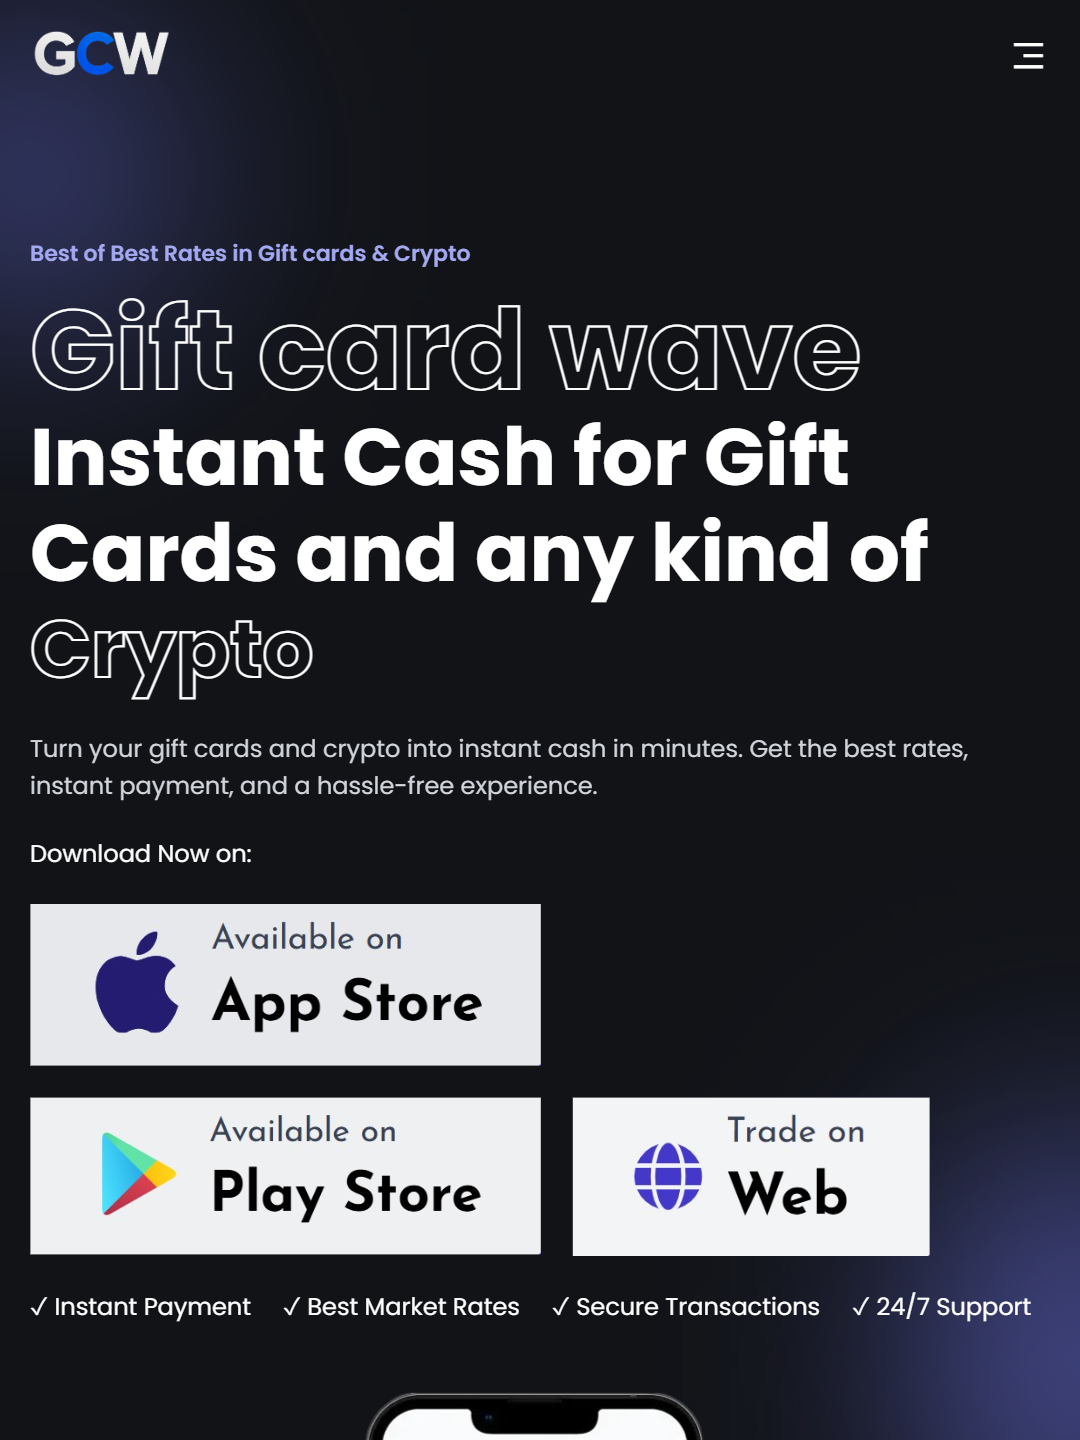 GCW
Best of Best Rates in Gift cards & Crypto
Gift card wave
Instant Cash for Gift
Cards and any kind of
Crypto
Turn your gift cards and crypto into instant cash in minutes. Get the best rates,
instant payment, and a hassle-free experience.
Download Now on:
Available on
App Store
Available on
Play Store
Trade on
Web
✓ Instant Payment
✓ Best Market Rates
✓ Secure Transactions
✓ 24/7 Support